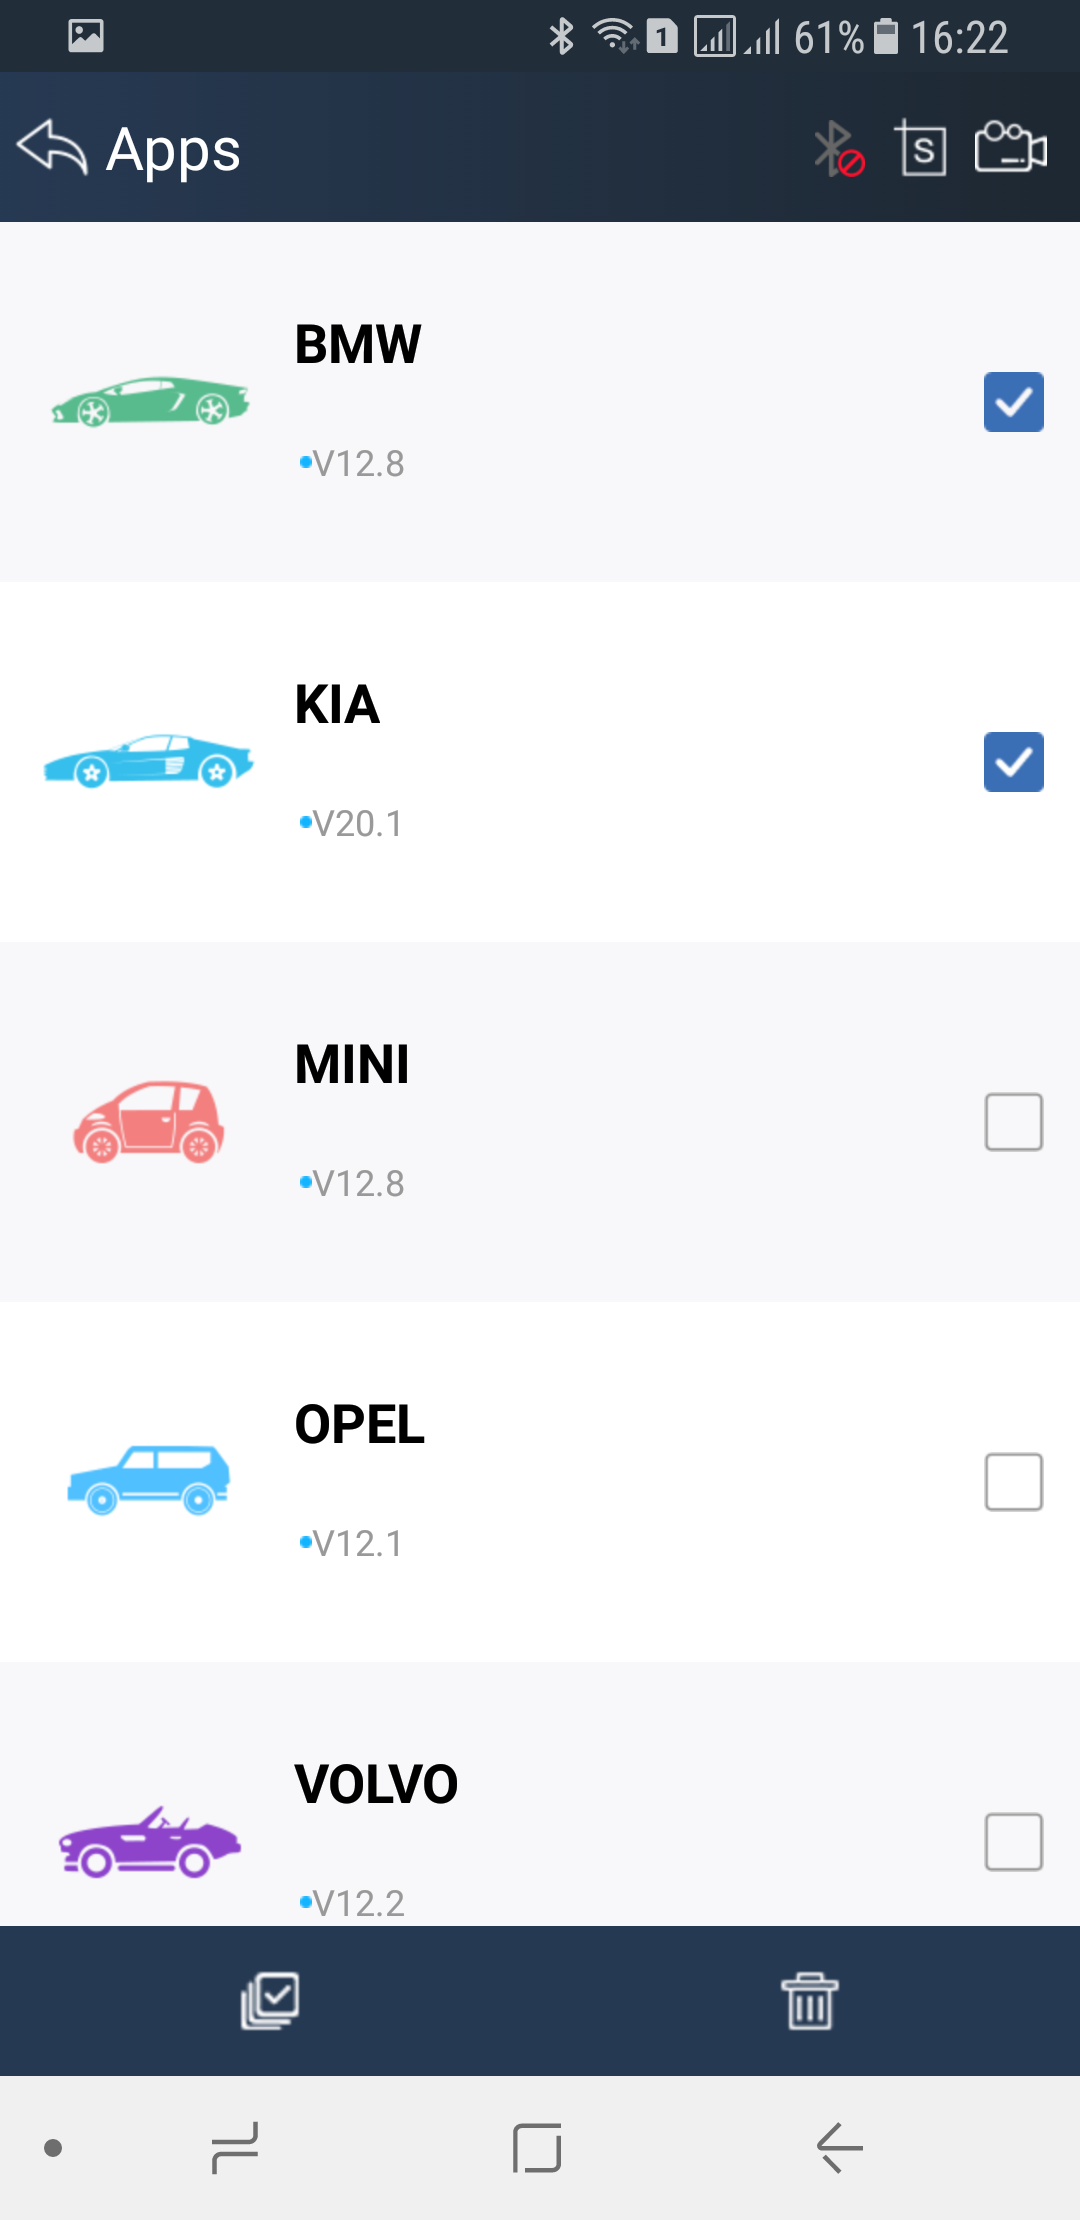 1 61% 16:22
Apps
S
BMW
V12.8
KIA
V20.1
MINI
V12.8
OPEL
V12.1
VOLVO
V12.2